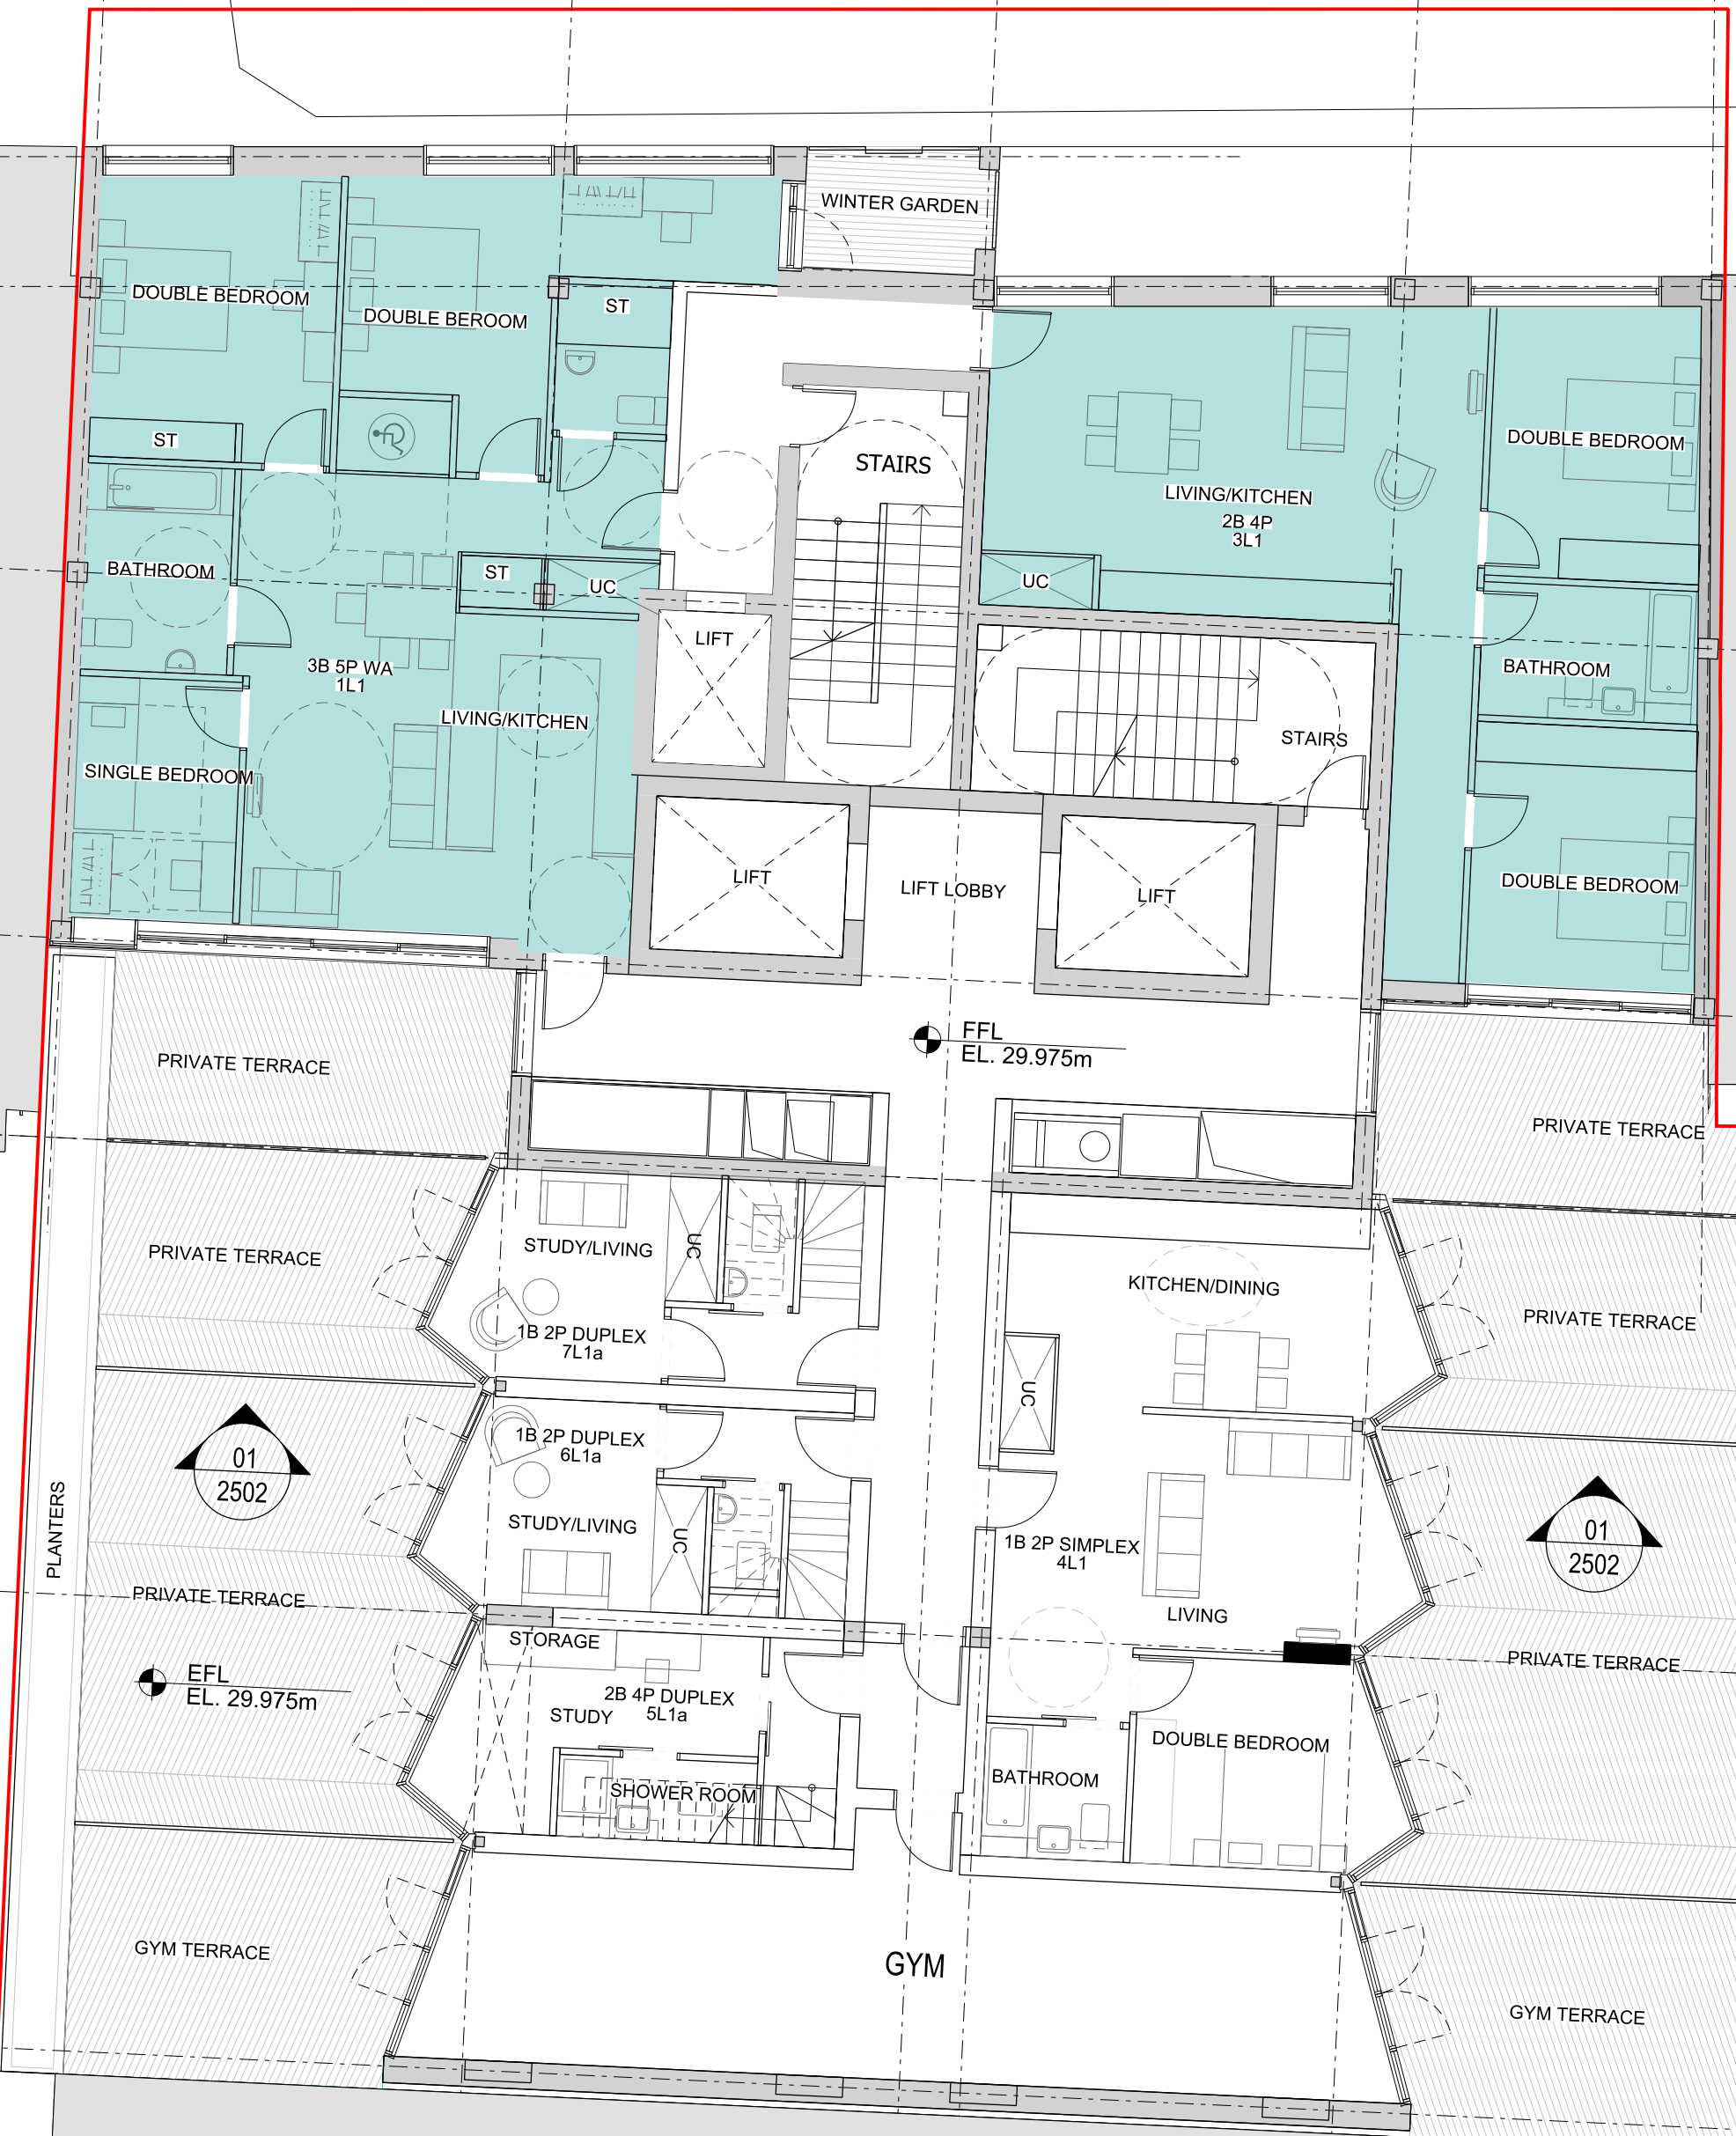 WINTER GARDEN
DOUBLE BEDROOM
DOUBLE BEROOM
ST
ST
STAIRS
DOUBLE BEDROOM
LIVING/KITCHEN
2B 4P
3L1
BATHROOM
ST
UC
UC
LIFT
3B 5P WA
1L1
LIVING/KITCHEN
BATHROOM
STAIRS
SINGLE BEDROOM
LIFT
LIFT LOBBY
LIFT
DOUBLE BEDROOM
FFL
EL. 29.975m
PRIVATE TERRACE
PRIVATE TERRACE
PRIVATE TERRACE
STUDY/LIVING
UC
KITCHEN/DINING
PRIVATE TERRACE
1B 2P DUPLEX
7L1a
UC
1B 2P DUPLEX
6L1a
01
2502
PLANTERS
STUDY/LIVING
UC
1B 2P SIMPLEX
4L1
01
2502
PRIVATE TERRACE
LIVING
STORAGE
PRIVATE TERRACE
EFL
EL. 29.975m
2B 4P DUPLEX
5L1a
STUDY
DOUBLE BEDROOM
SHOWER ROOM
BATHROOM
GYM TERRACE
GYM
GYM TERRACE